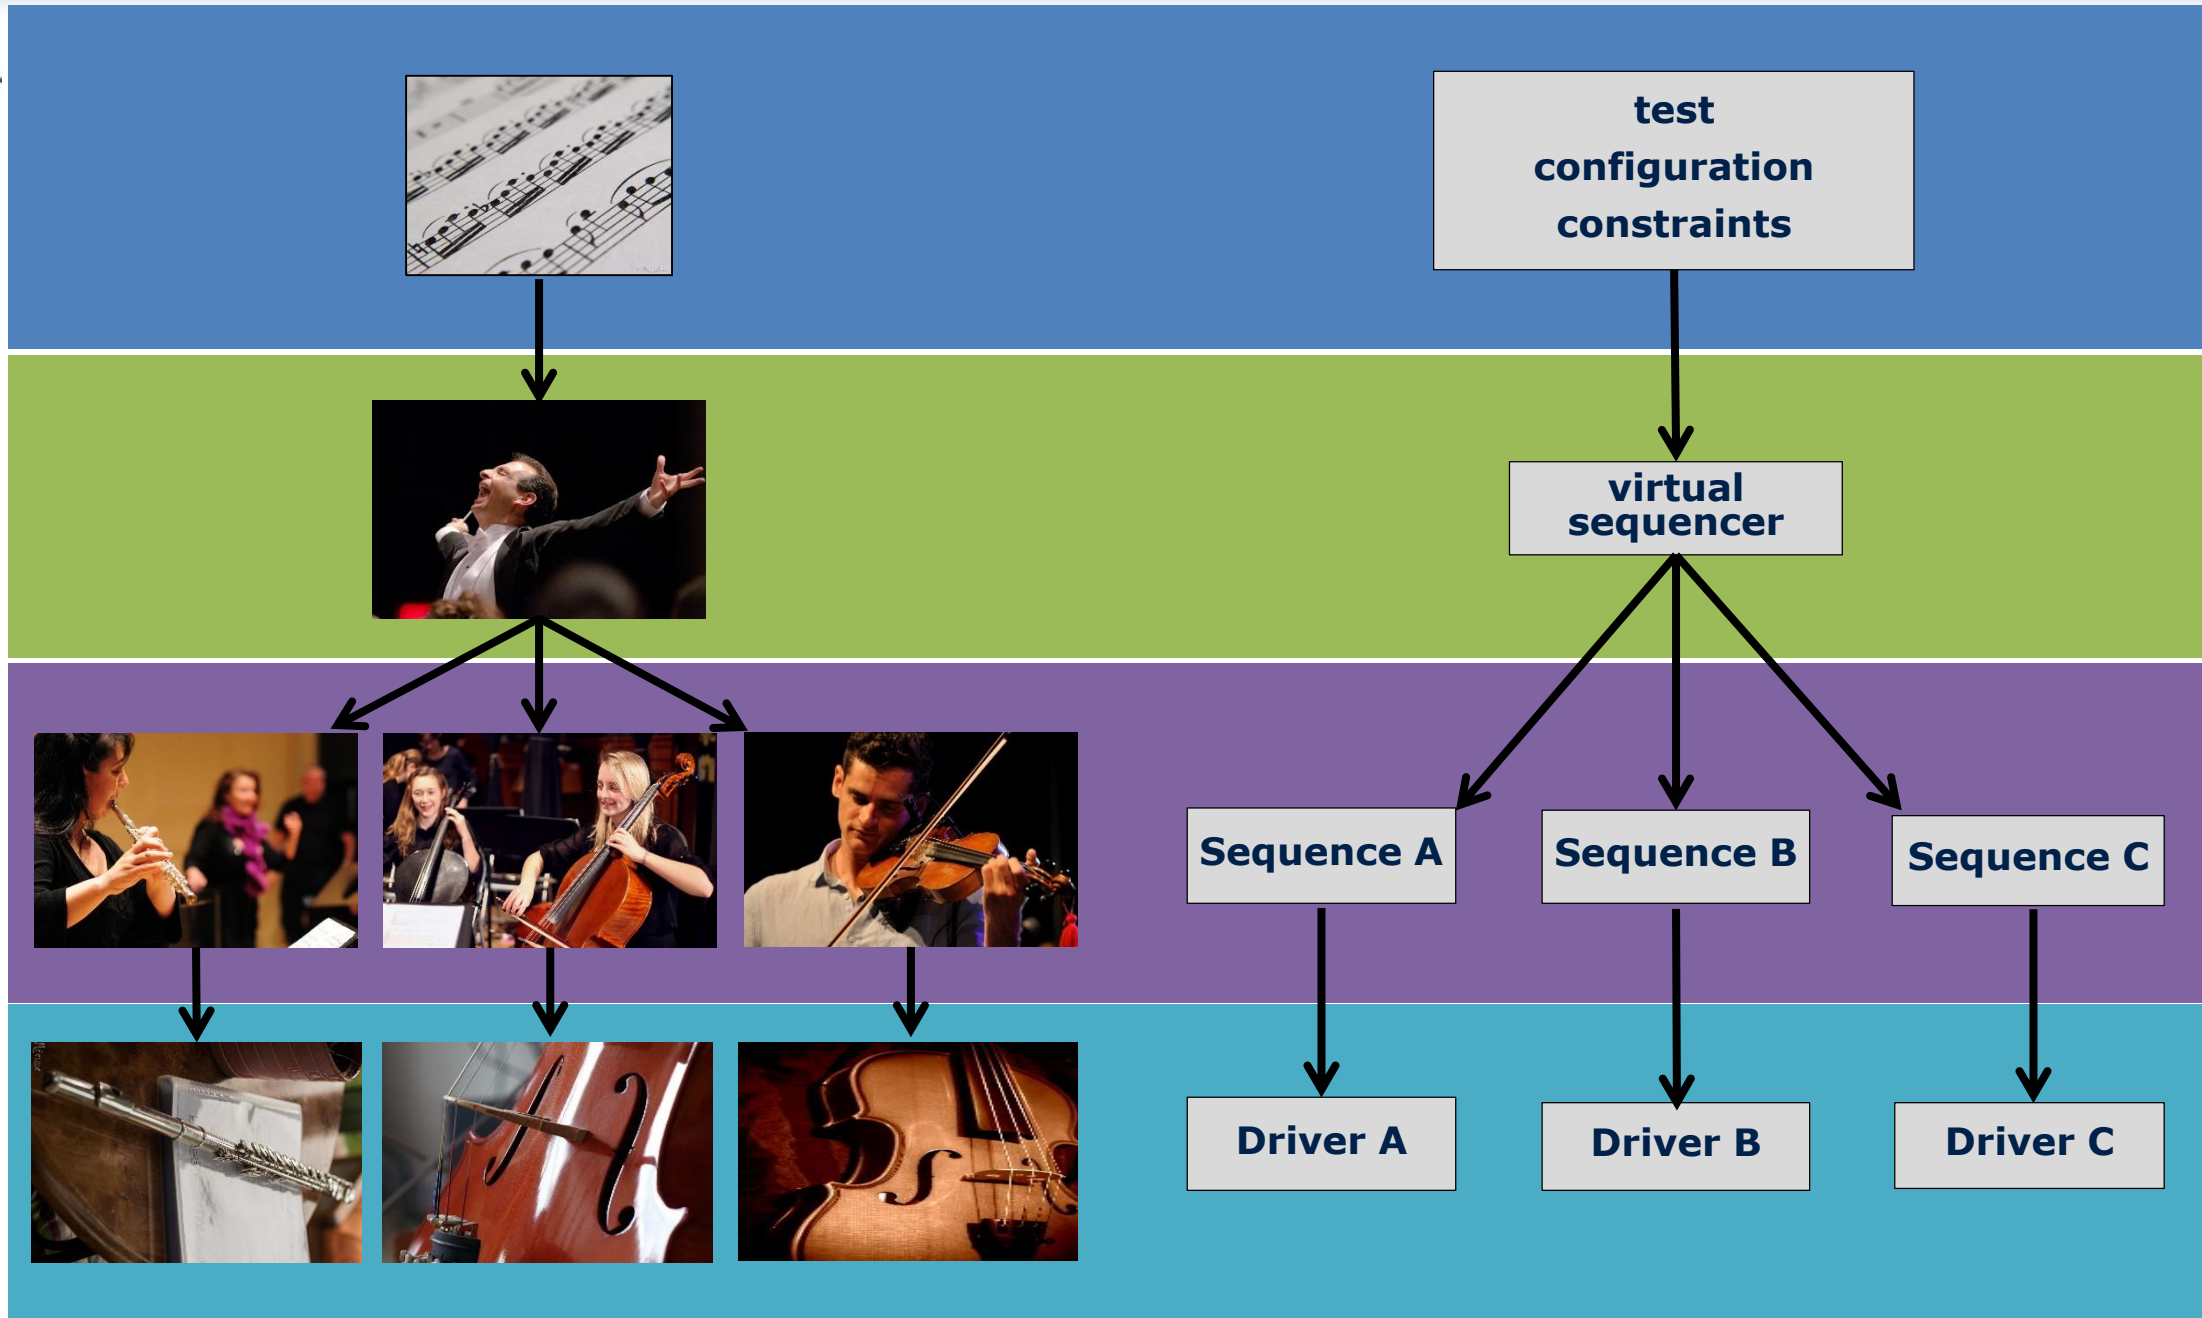 test
configuration
constraints
virtual
sequencer
Sequence A
Sequence B
Sequence C
Driver A
Driver B
Driver C